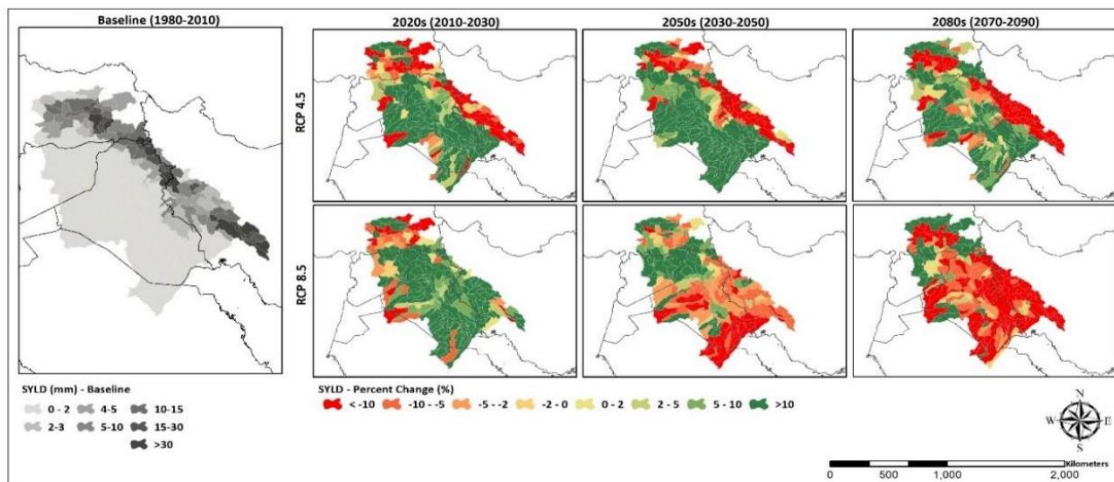 Baseline (1980-2010)
2020s (2010-2030)
2050s (2030-2050)
2080s (2070-2090)
RCP 4.5
RCP 8.5
SYLD (mm) - Baseline
0 - 2 4-5 10-15
2-3 5-10 15-30
>30
SYLD - Percent Change (%)
< -10 -10 - -5 -5 - -2 -2 - 0 0 - 2 2 - 5 5 - 10 >10
N
W E
S
Kilometers
0 500 1,000 2,000